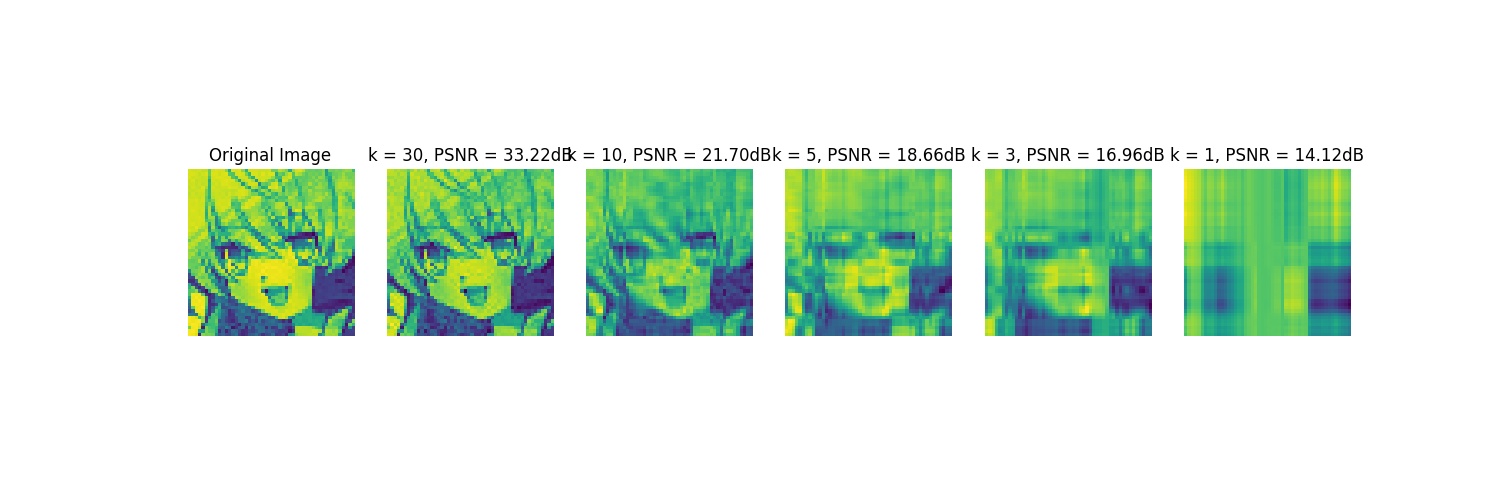 Original Image
k = 30, PSNR = 33.22dB
k = 10, PSNR = 21.70dB
k = 5, PSNR = 18.66dB
k = 3, PSNR = 16.96dB
k = 1, PSNR = 14.12dB